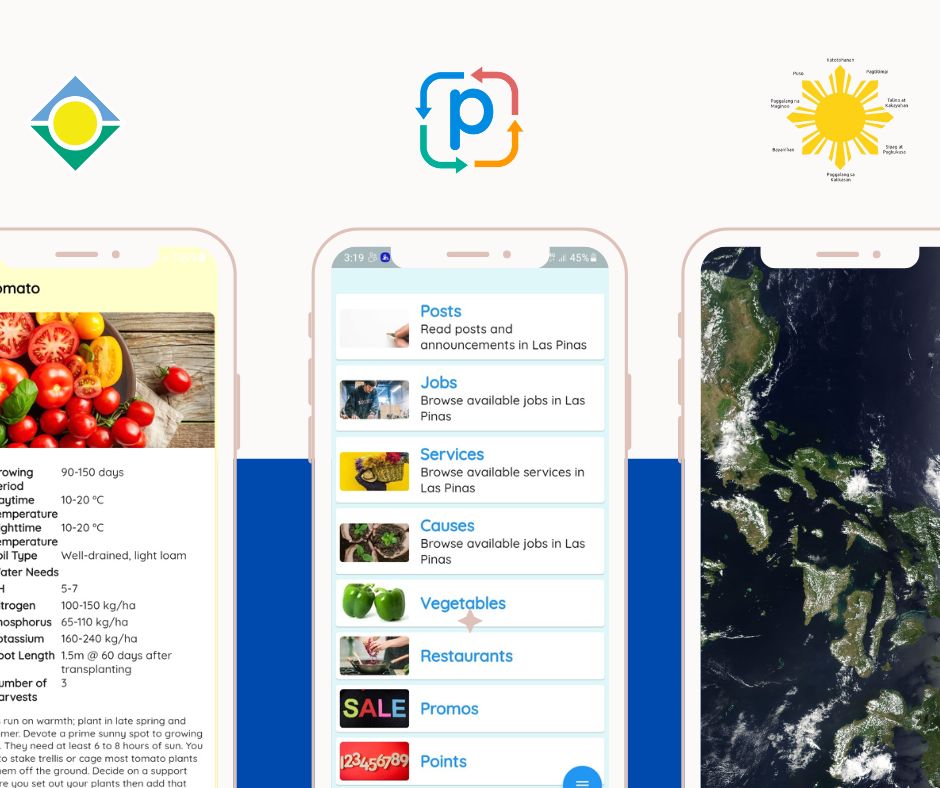 p
Katotohanan
Puso
Pagtitimpi
Paggalang na
Maginoo
Talino at
Kakayahan
Bayanihan
Sipag at
Pagkukusa
Paggalang sa
Kalikasan
omato
rowing
eriod
90-150 days
aytime
emperature
10-20 °C
ighttime
emperature
10-20 °C
oil Type
Well-drained, light loam
ater Needs
H
5-7
itrogen
100-150 kg/ha
hosphorus
65-110 kg/ha
otassium
160-240 kg/ha
oot Length
1.5m @ 60 days after
transplanting
umber of
arvests
3
s run on warmth; plant in late spring and
mer. Devote a prime sunny spot to growing
. They need at least 6 to 8 hours of sun. You
to stake trellis or cage most tomato plants
em off the ground. Decide on a support
re you set out your plants then add that
3:19
45%
Posts
Read posts and
announcements in Las Pinas
Jobs
Browse available jobs in Las
Pinas
Services
Browse available services in
Las Pinas
Causes
Browse available jobs in Las
Pinas
Vegetables
Restaurants
SALE
Promos
123456789
Points